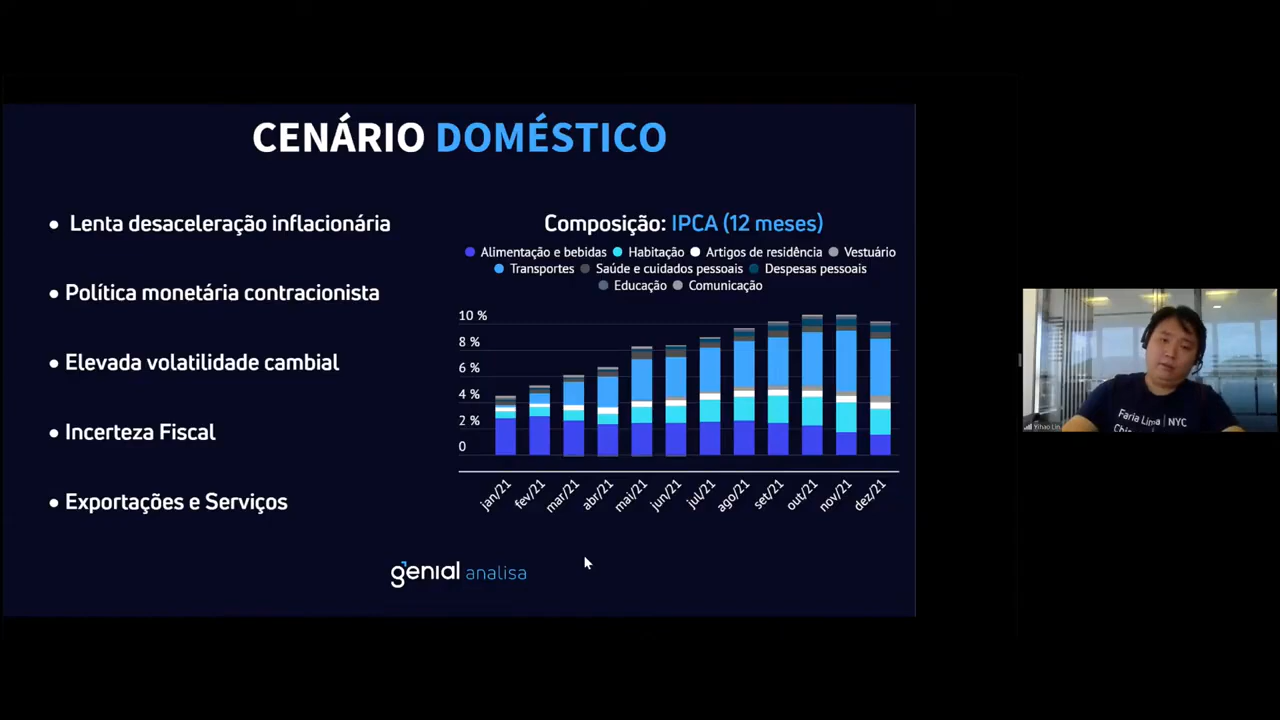 CENÁRIO DOMÉSTICO
• Lenta desaceleração inflacionária
• Política monetária contracionista
• Elevada volatilidade cambial
• Incerteza Fiscal
• Exportações e Serviços
Composição: IPCA (12 meses)
Alimentação e bebidas Habitação Artigos de residência Vestuário
Transportes Saúde e cuidados pessoais Despesas pessoais
Educação Comunicação
10 %
8 %
6 %
4 %
2 %
0
jan/21 fev/21 mar/21 abr/21 mai/21 jun/21 jul/21 ago/21 set/21 out/21 nov/21 dez/21
genial analisa
Faria Lima | NYC
Yihao Lin